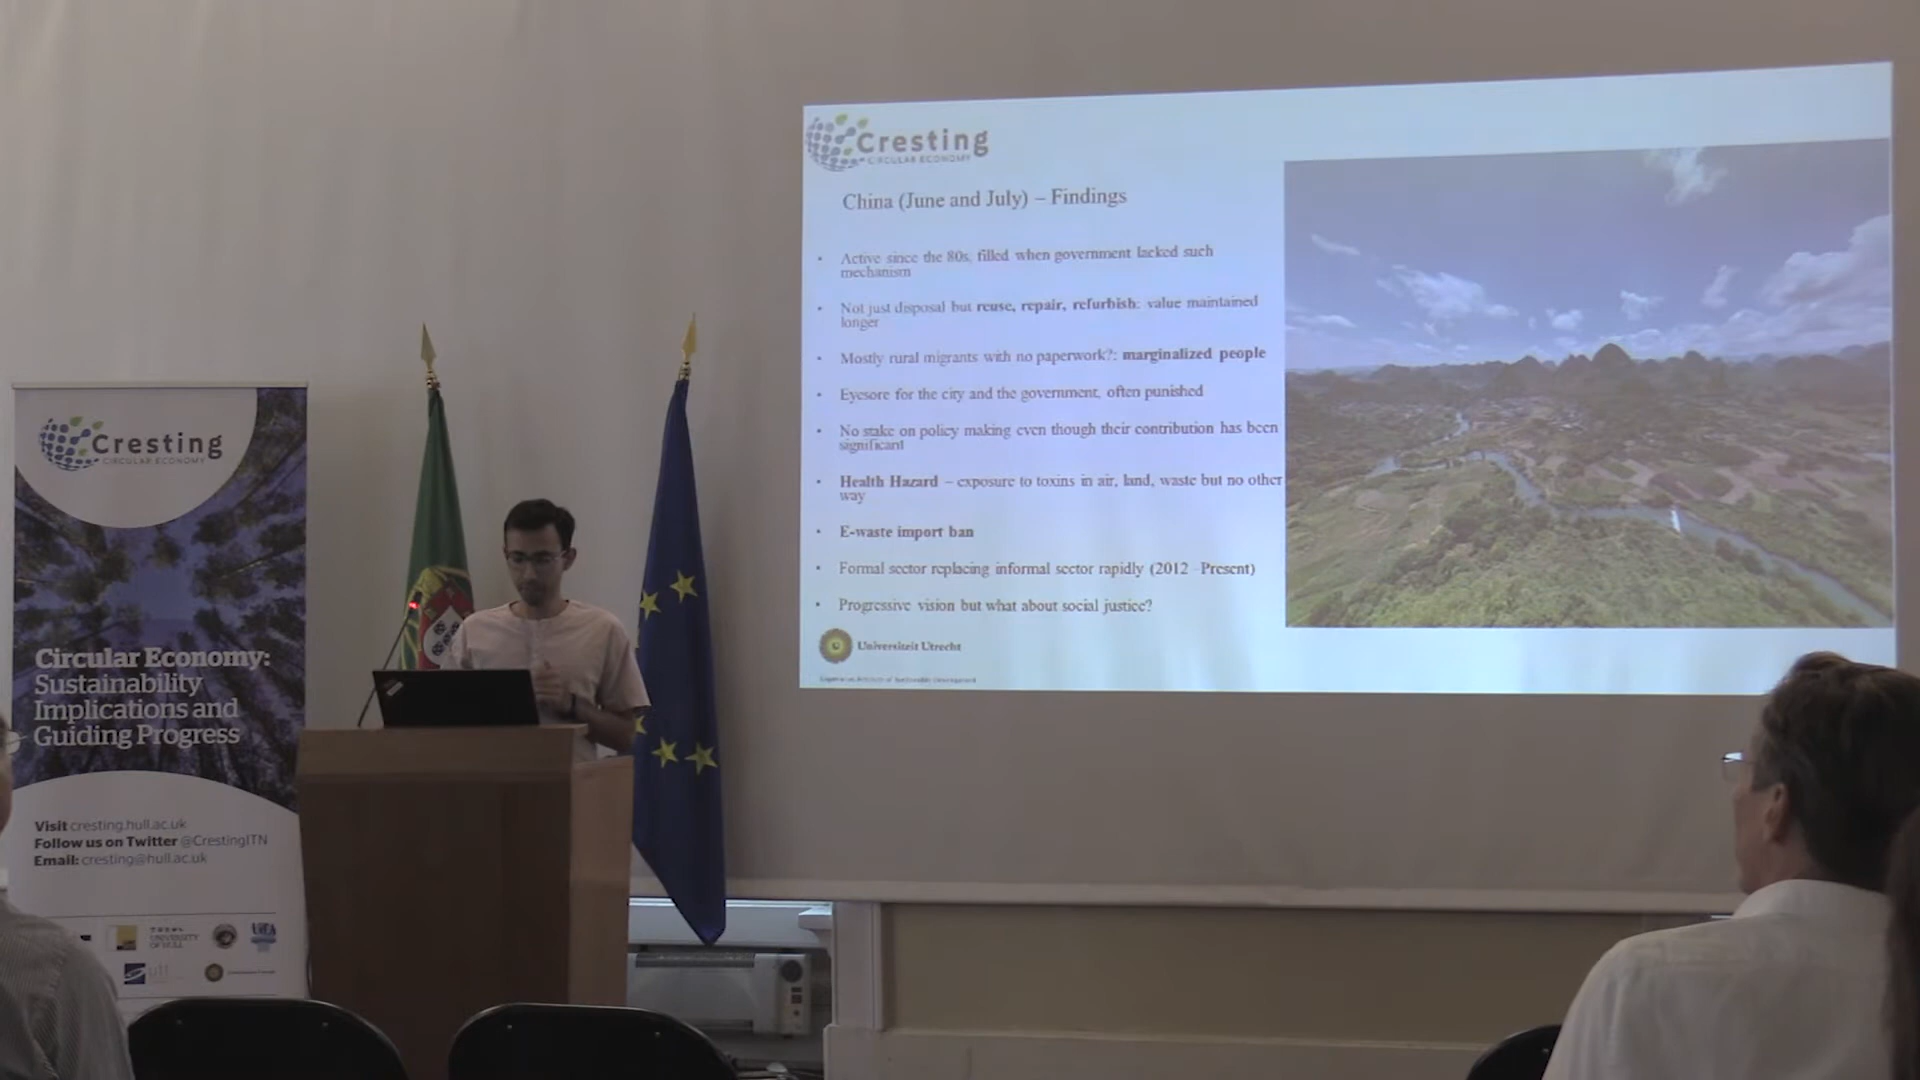 Cresting
CIRCULAR ECONOMY
China (June and July) – Findings
• Active since the 80s, filled when government lacked such
mechanism
• Not just disposal but reuse, repair, refurbish: value maintained
longer
• Mostly rural migrants with no paperwork?: marginalized people
• Eyesore for the city and the government, often punished
• No stake on policy making even though their contribution has been
significant
• Health Hazard – exposure to toxins in air, land, waste but no other
way
• E-waste import ban
• Formal sector replacing informal sector rapidly (2012 –Present)
• Progressive vision but what about social justice?
Universiteit Utrecht
Cresting
CIRCULAR ECONOMY
Circular Economy:
Sustainability
Implications and
Guiding Progress
Visit cresting.hull.ac.uk
Follow us on Twitter @CrestingITN
Email: cresting@hull.ac.uk
UNIVERSITY
OF HULL